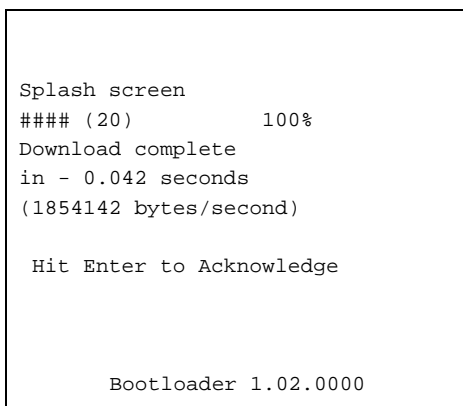 Splash screen
#### (20) 100%
Download complete
in - 0.042 seconds
(1854142 bytes/second)
Hit Enter to Acknowledge
Bootloader 1.02.0000